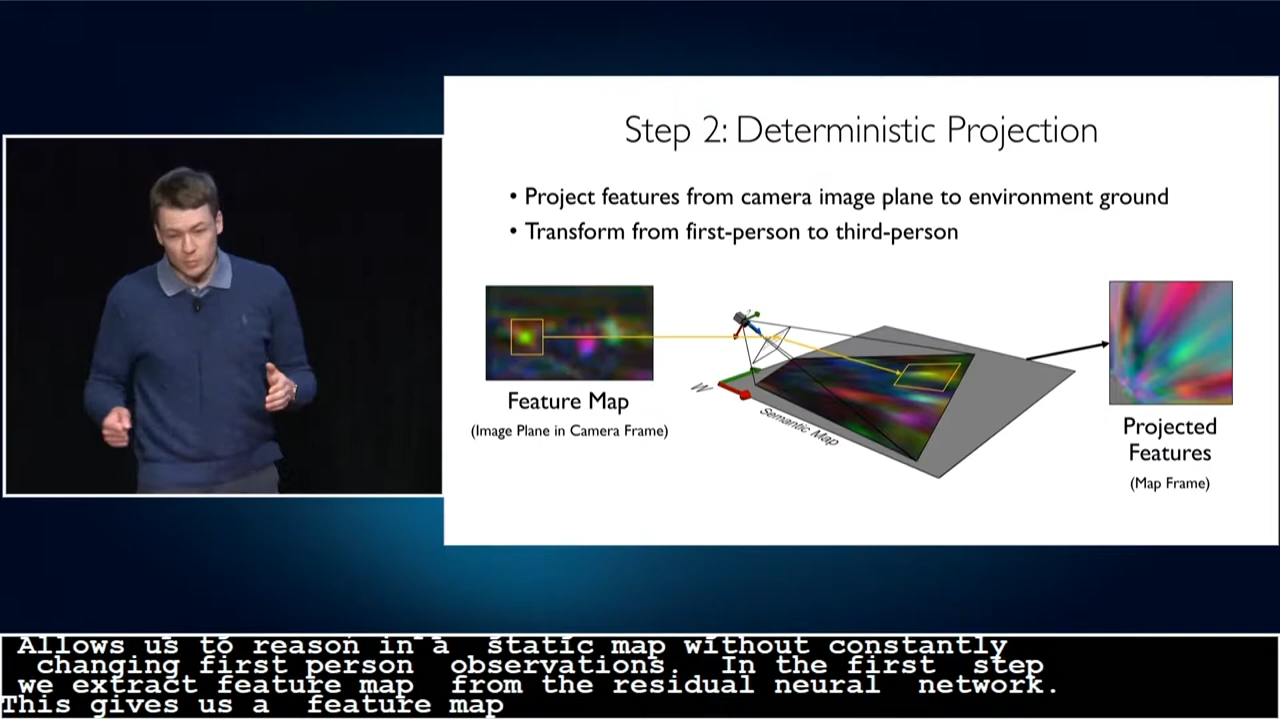 Step 2: Deterministic Projection
• Project features from camera image plane to environment ground
• Transform from first-person to third-person
Feature Map
(Image Plane in Camera Frame)
W
Semantic Map
Projected
Features
(Map Frame)
Allows us to reason in a static map without constantly
changing first person observations. In the first step
we extract feature map from the residual neural network.
This gives us a feature map